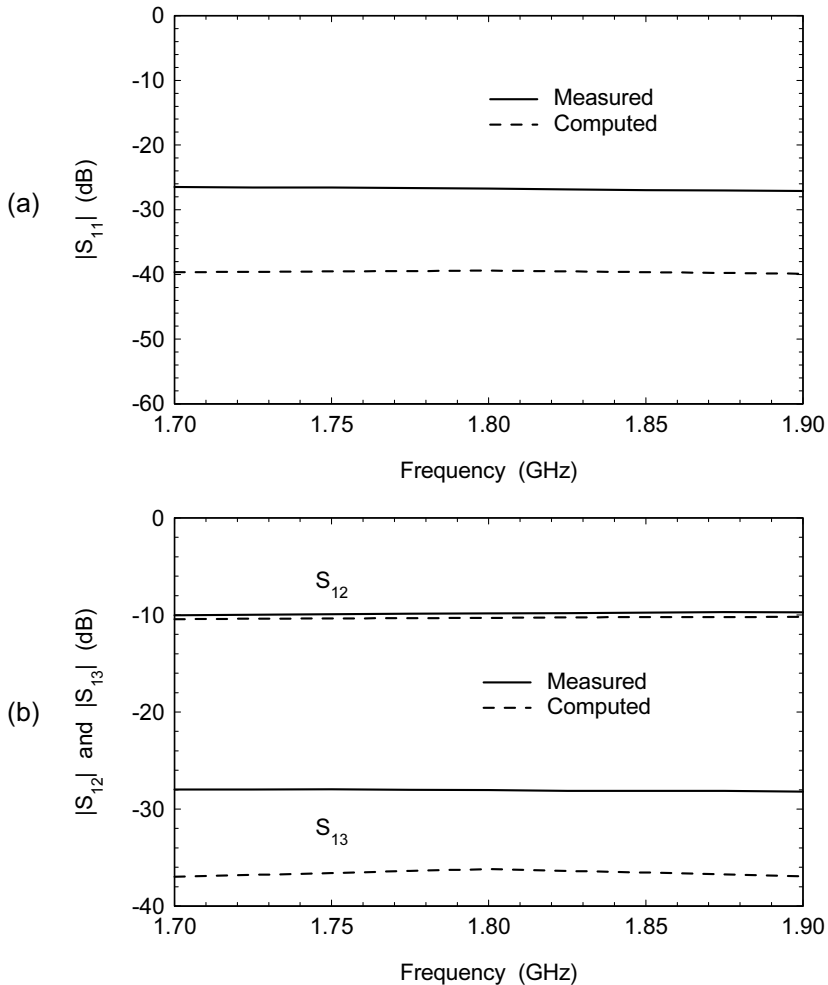 (a)
|S11| (dB)
0
-10
-20
-30
-40
-50
-60
Measured
Computed
1.70 1.75 1.80 1.85 1.90
Frequency (GHz)
(b)
|S12| and |S13| (dB)
0
-10
-20
-30
-40
S12
Measured
Computed
S13
1.70 1.75 1.80 1.85 1.90
Frequency (GHz)